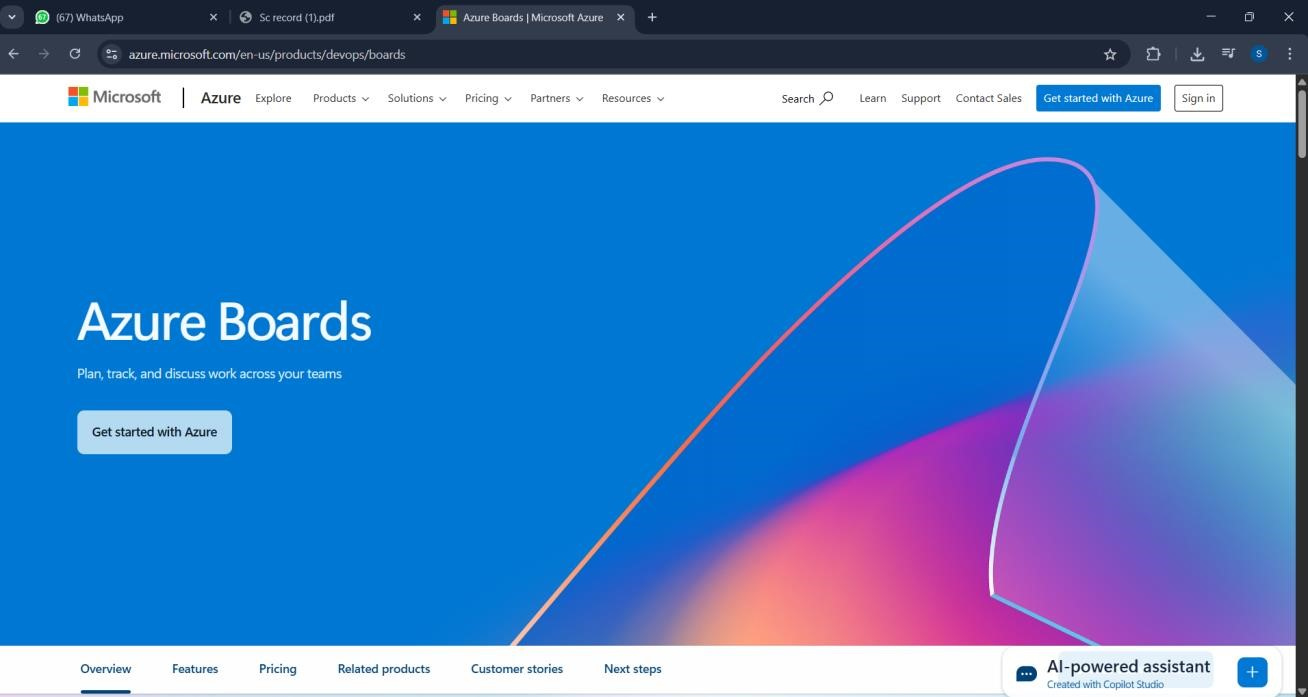 67 (67) WhatsApp
Sc record (1).pdf
Azure Boards | Microsoft Azure
azure.microsoft.com/en-us/products/devops/boards
S
Microsoft
Azure
Explore
Products
Solutions
Pricing
Partners
Resources
Search
Learn
Support
Contact Sales
Get started with Azure
Sign in
Azure Boards
Plan, track, and discuss work across your teams
Get started with Azure
Overview
Features
Pricing
Related products
Customer stories
Next steps
AI-powered assistant
Created with Copilot Studio